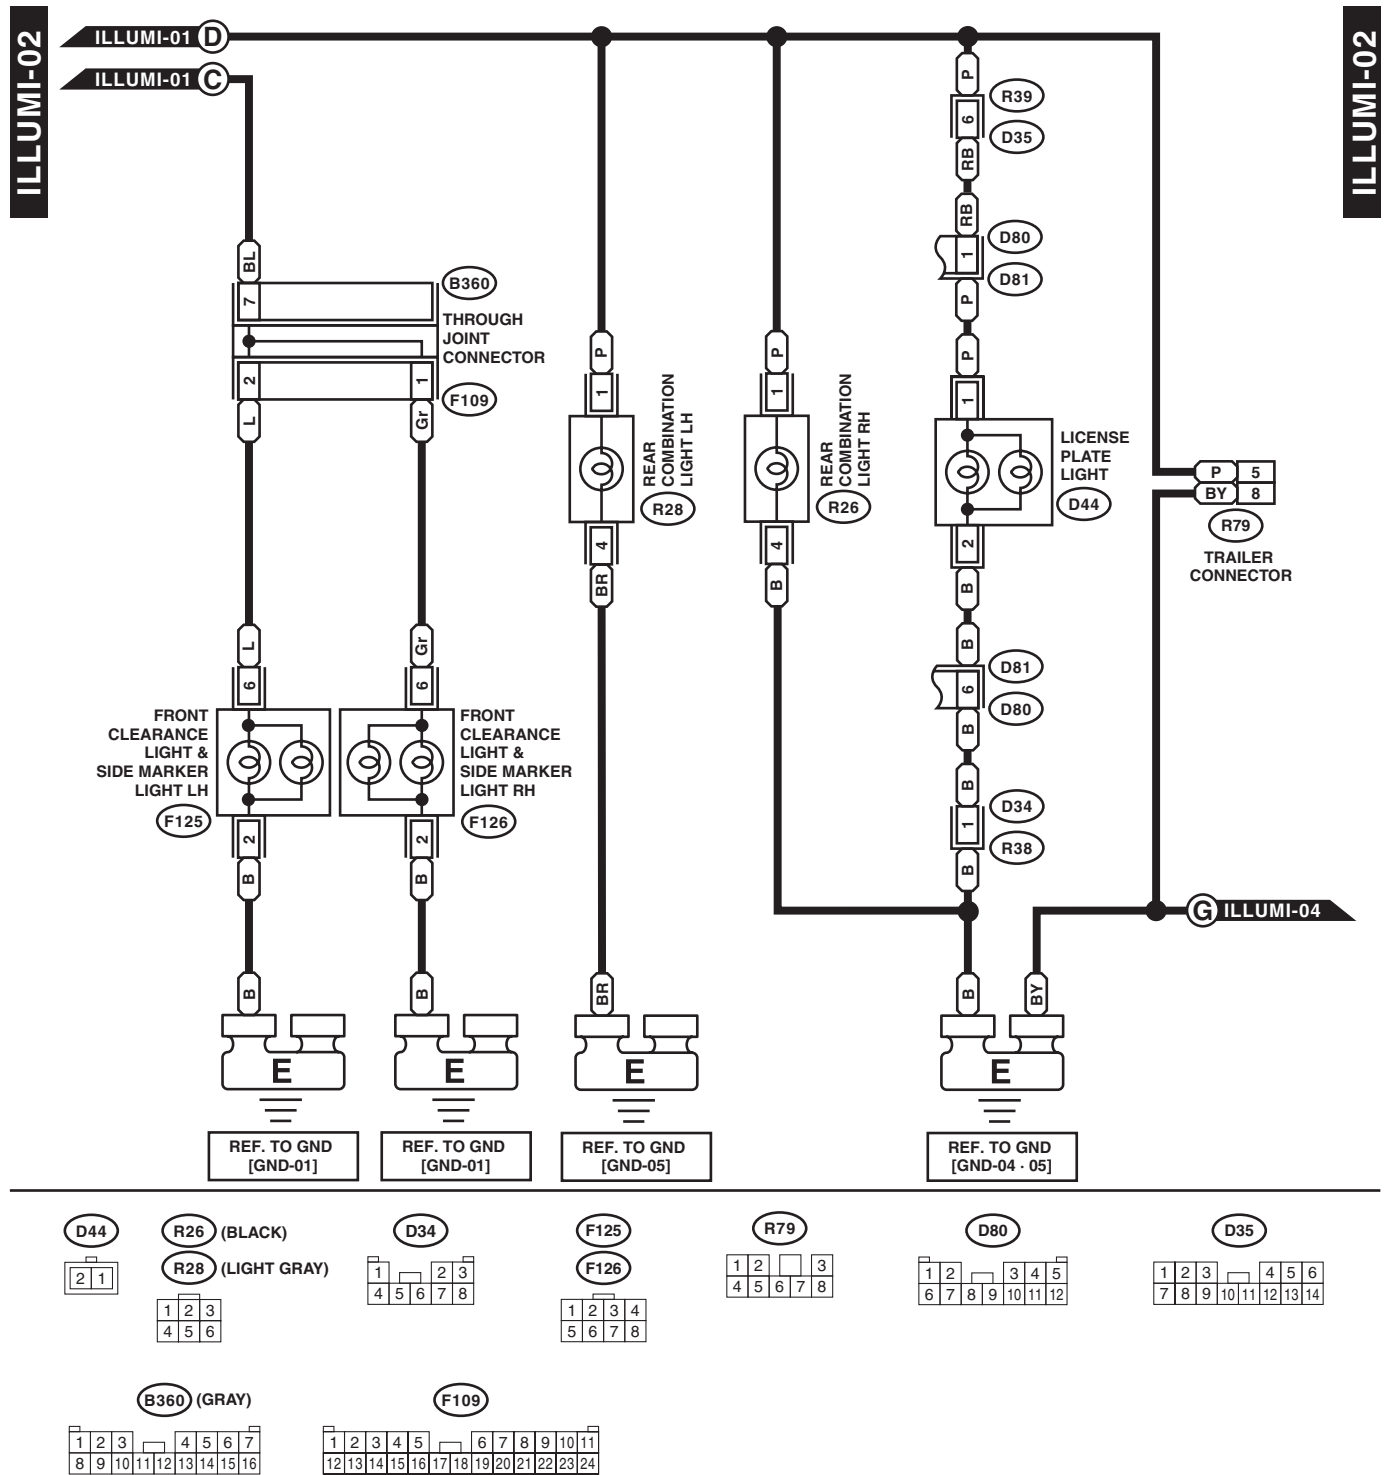 ILLUMI-02
ILLUMI-02
ILLUMI-01 D
ILLUMI-01 C
P
R39
6
D35
RB
RB
D80
1
D81
P
BL
B360
7
THROUGH
JOINT
CONNECTOR
2
1
F109
L
Gr
P
1
REAR
COMBINATION
LIGHT LH
R28
4
BR
P
1
REAR
COMBINATION
LIGHT RH
R26
4
B
P
1
LICENSE
PLATE
LIGHT
D44
2
B
P 5
BY 8
R79
TRAILER
CONNECTOR
L
6
FRONT
CLEARANCE
LIGHT &
SIDE MARKER
LIGHT LH
F125
2
B
Gr
6
FRONT
CLEARANCE
LIGHT &
SIDE MARKER
LIGHT RH
F126
2
B
B
D81
6
D80
B
B
D34
1
R38
B
G ILLUMI-04
B
B
BR
B
BY
E
E
E
E
REF. TO GND
[GND-01]
REF. TO GND
[GND-01]
REF. TO GND
[GND-05]
REF. TO GND
[GND-04 · 05]
D44
2 1
R26 (BLACK)
R28 (LIGHT GRAY)
1 2 3
4 5 6
D34
1 2 3
4 5 6 7 8
F125
F126
1 2 3 4
5 6 7 8
R79
1 2 3
4 5 6 7 8
D80
1 2 3 4 5
6 7 8 9 10 11 12
D35
1 2 3 4 5 6
7 8 9 10 11 12 13 14
B360 (GRAY)
1 2 3 4 5 6 7
8 9 10 11 12 13 14 15 16
F109
1 2 3 4 5 6 7 8 9 10 11
12 13 14 15 16 17 18 19 20 21 22 23 24